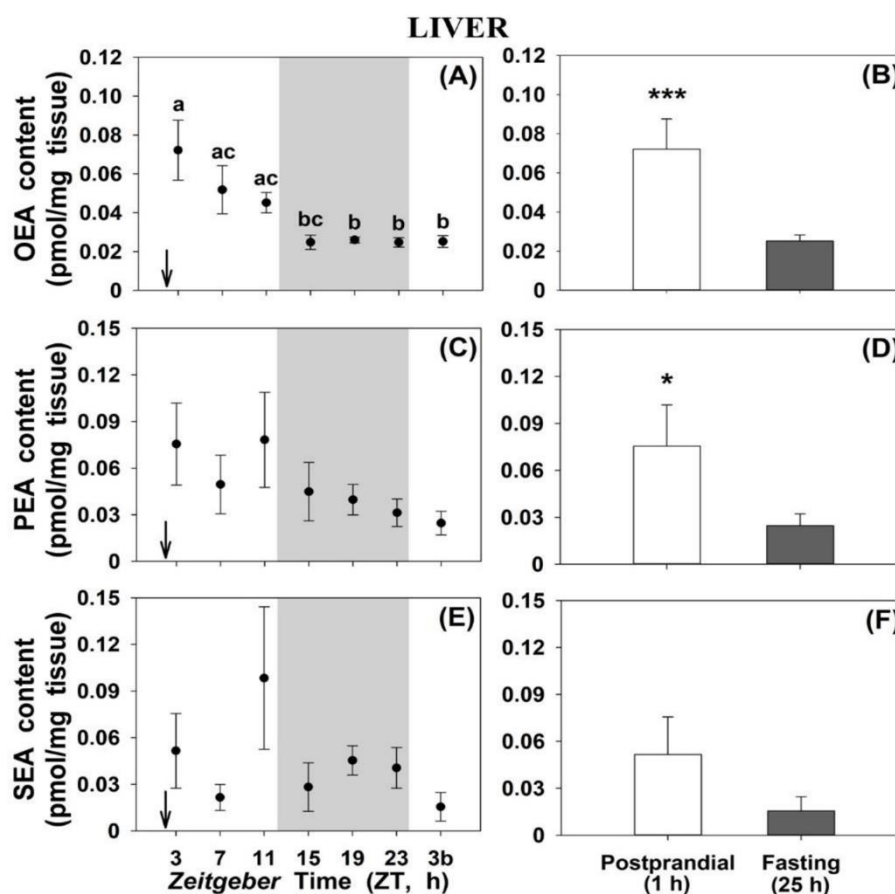 LIVER
OEA content
(pmol/mg tissue)
0.12
0.10
0.08
0.06
0.04
0.02
0
(A)
a
ac
ac
bc
b
b
b
0.12
0.10
0.08
0.06
0.04
0.02
0
(B)
***
PEA content
(pmol/mg tissue)
0.15
0.12
0.09
0.06
0.03
0
(C)
0.15
0.12
0.09
0.06
0.03
0
(D)
*
SEA content
(pmol/mg tissue)
0.15
0.12
0.09
0.06
0.03
0
(E)
3 7 11 15 19 23 3b
Zeitgeber Time (ZT, h)
0.15
0.12
0.09
0.06
0.03
0
(F)
Postprandial
(1 h)
Fasting
(25 h)